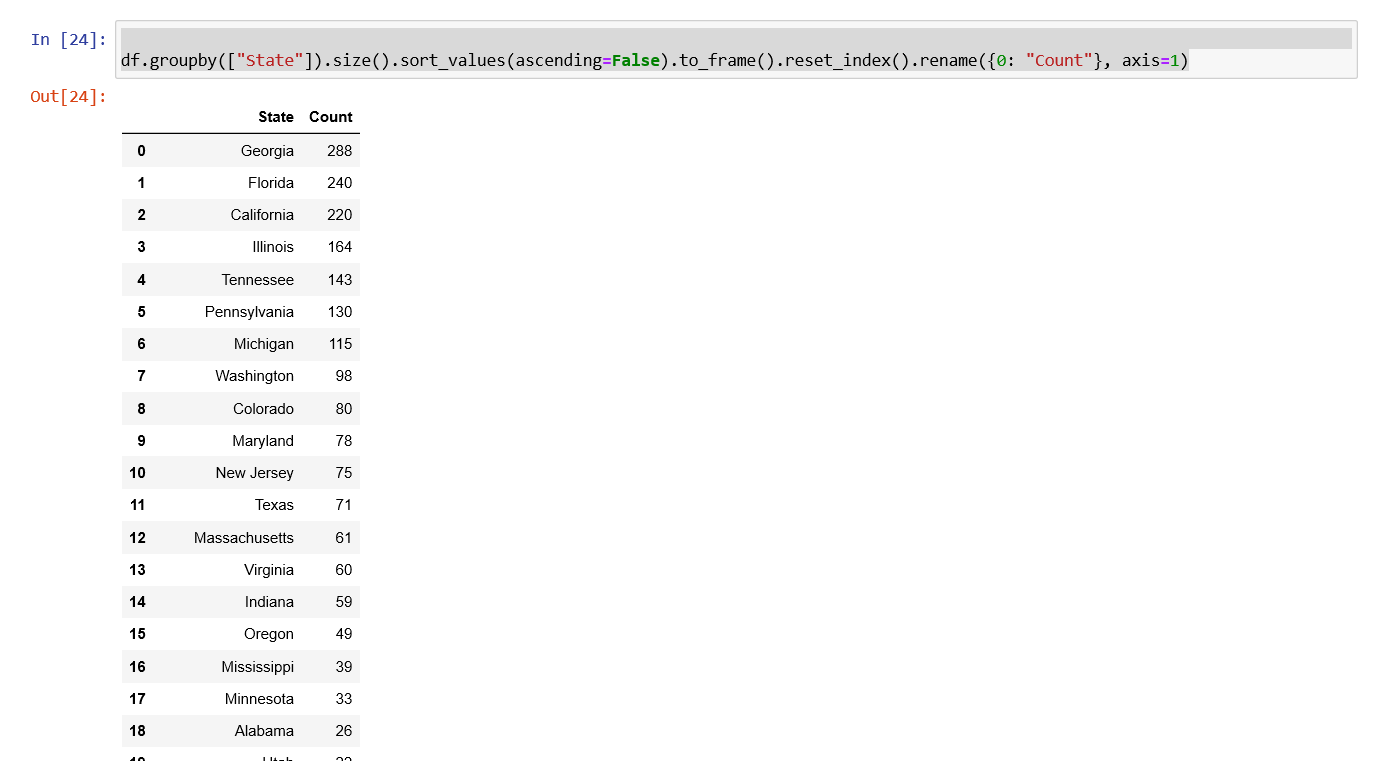 In [24]:
df.groupby(["State"]).size().sort_values(ascending=False).to_frame().reset_index().rename({0: "Count"}, axis=1)
Out[24]:
State Count
0 Georgia 288
1 Florida 240
2 California 220
3 Illinois 164
4 Tennessee 143
5 Pennsylvania 130
6 Michigan 115
7 Washington 98
8 Colorado 80
9 Maryland 78
10 New Jersey 75
11 Texas 71
12 Massachusetts 61
13 Virginia 60
14 Indiana 59
15 Oregon 49
16 Mississippi 39
17 Minnesota 33
18 Alabama 26
19 Utah